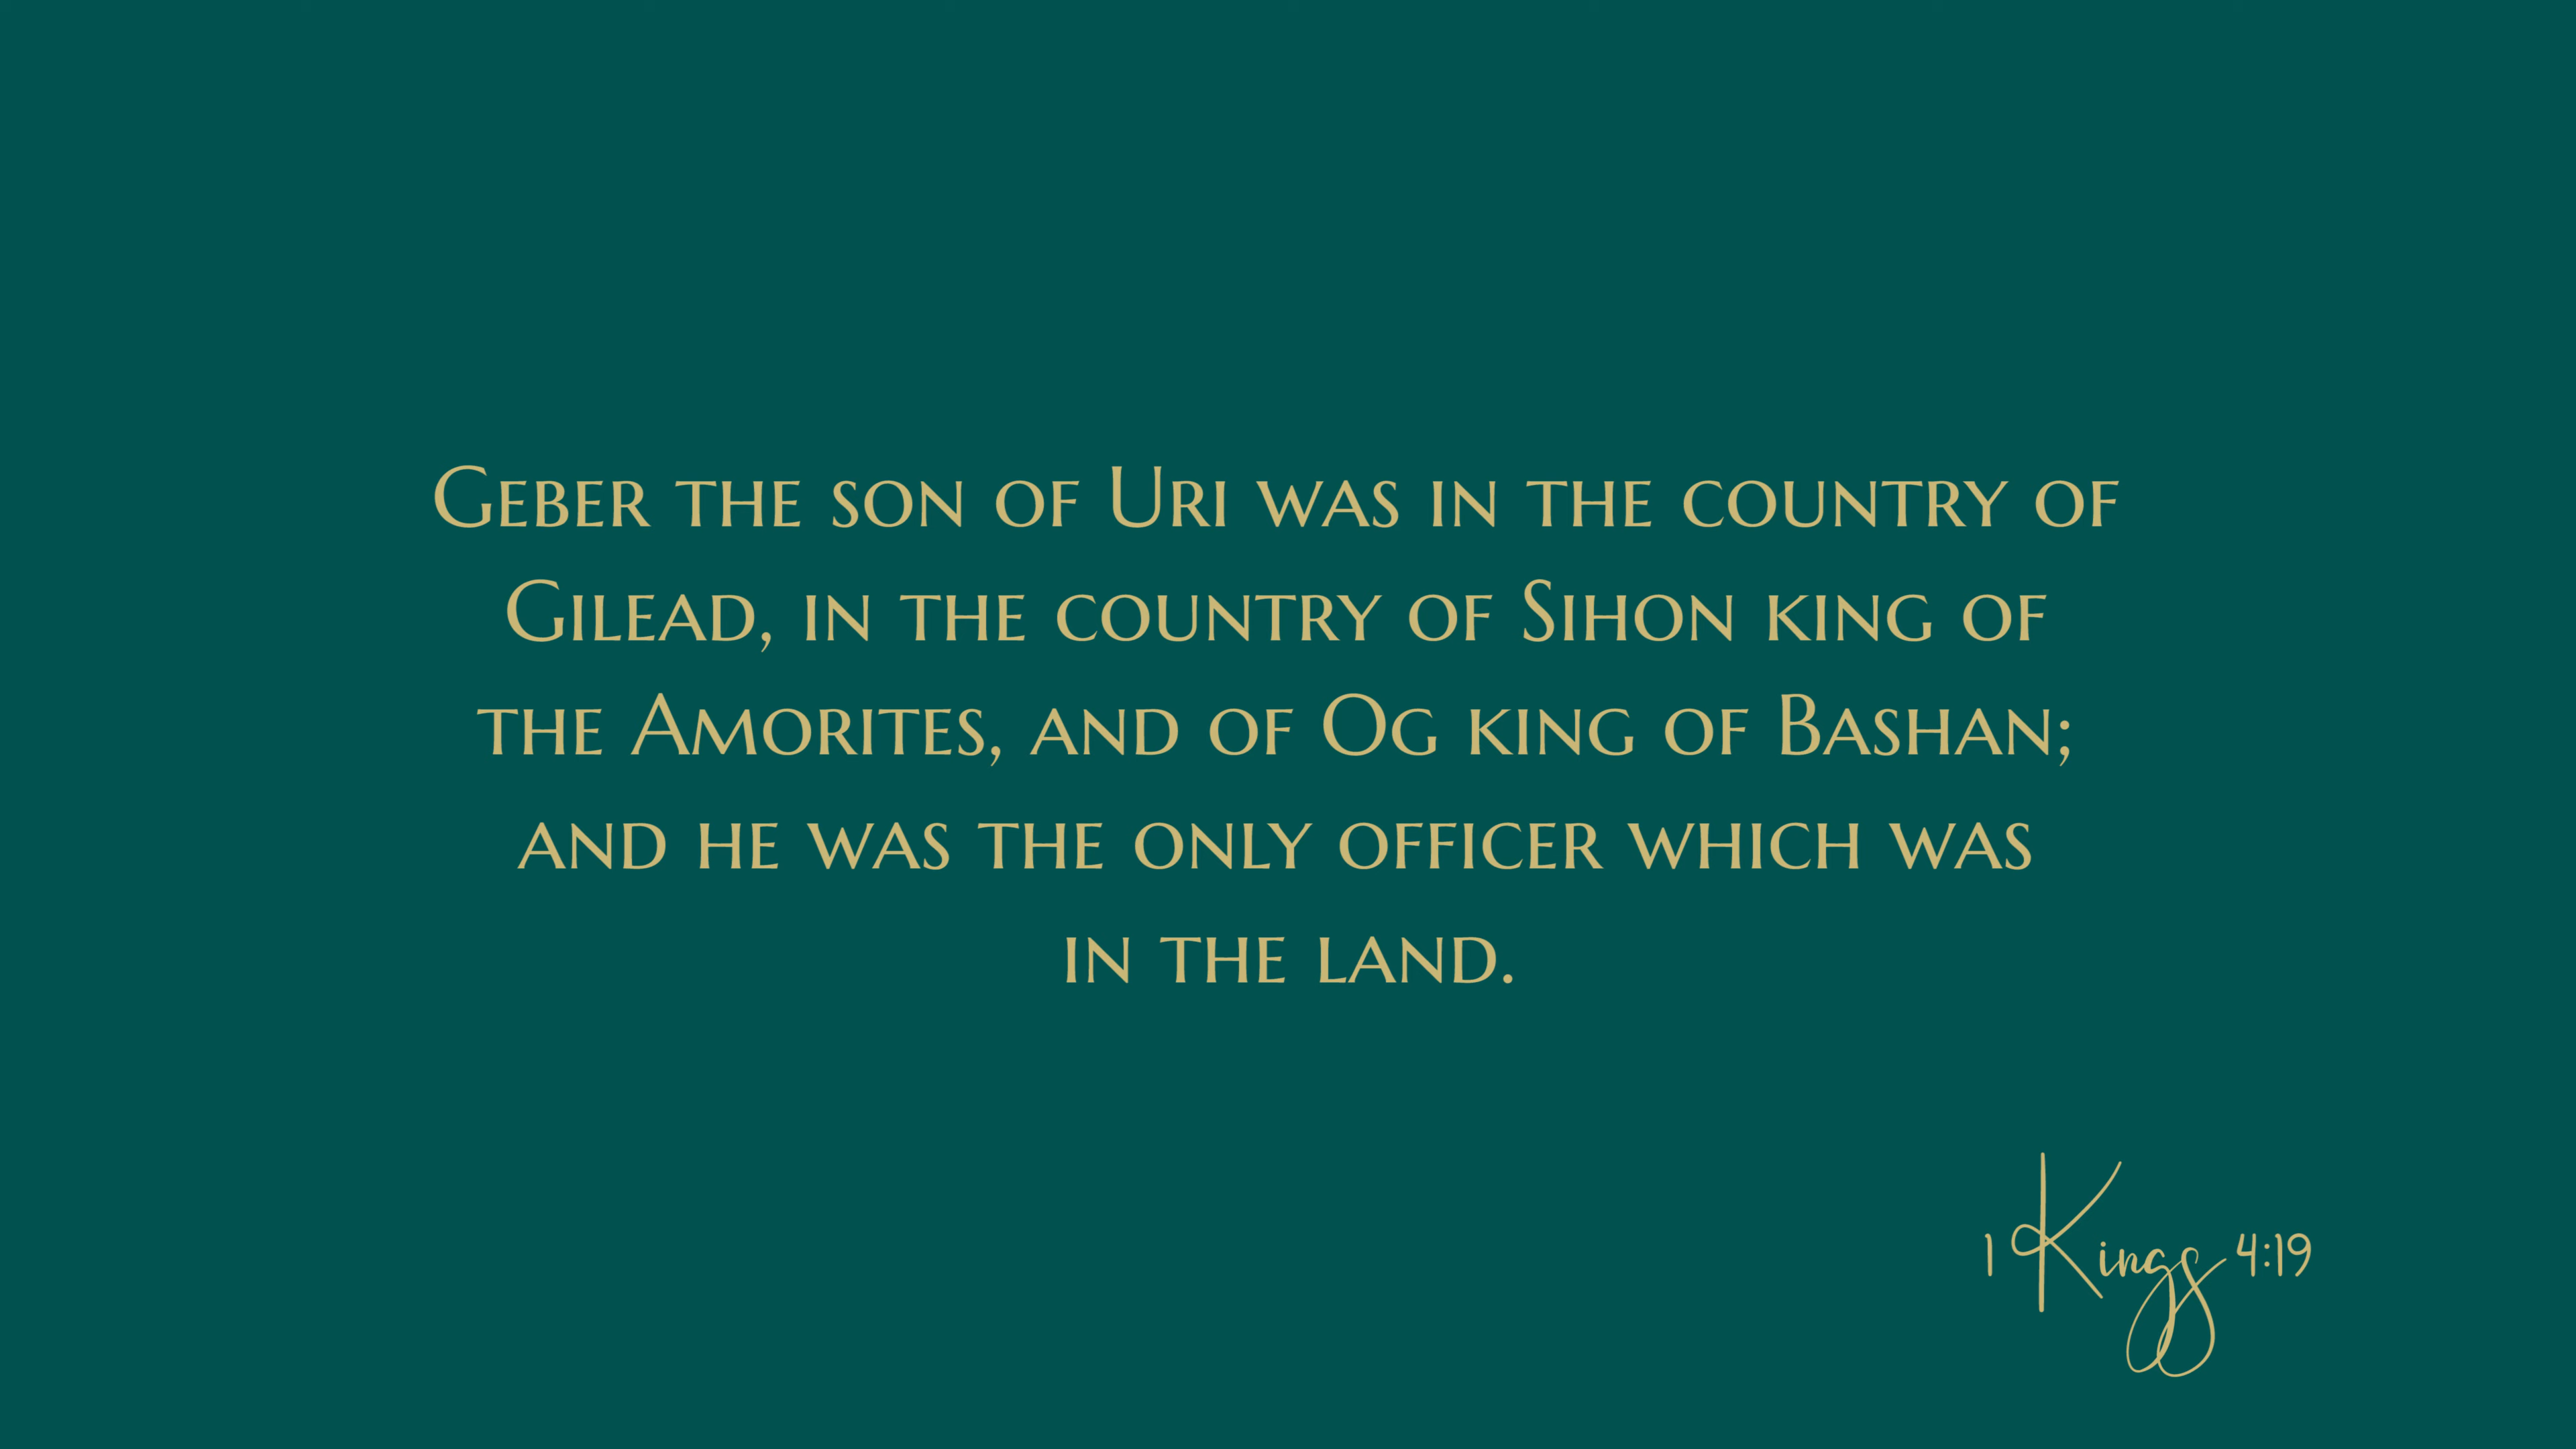 Geber the son of Uri was in the country of
Gilead, in the country of Sihon king of
the Amorites, and of Og king of Bashan;
and he was the only officer which was
in the land.
1 Kings 4:19